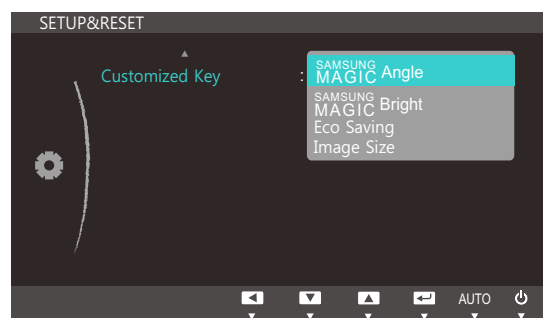 SETUP&RESET
Customized Key : SAMSUNG MAGIC Angle
SAMSUNG MAGIC Bright
Eco Saving
Image Size
AUTO